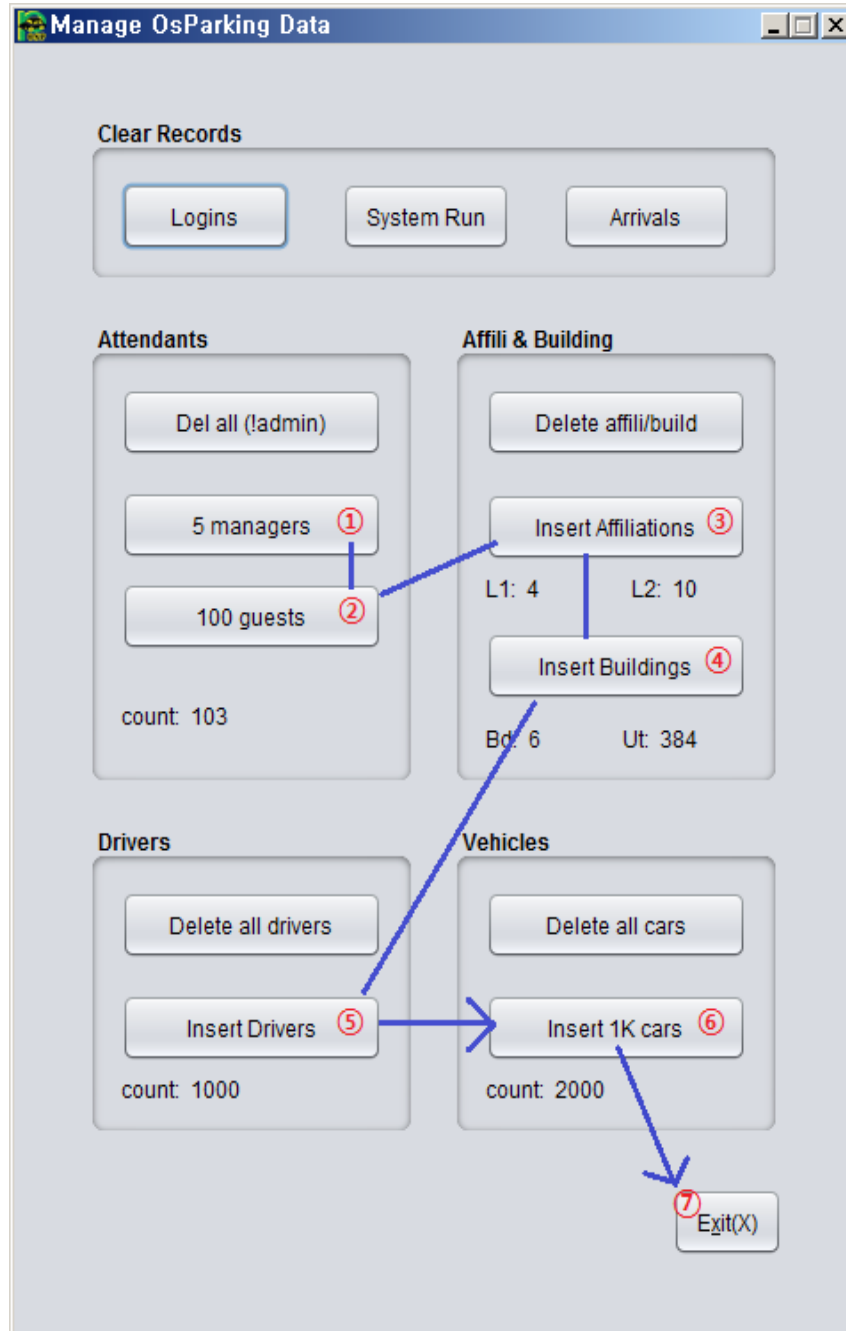 Manage OsParking Data
Clear Records
Logins
System Run
Arrivals
Attendants
Del all (!admin)
5 managers ①
100 guests ②
count: 103
Affili & Building
Delete affili/build
Insert Affiliations ③
L1: 4 L2: 10
Insert Buildings ④
Bd: 6 Ut: 384
Drivers
Delete all drivers
Insert Drivers ⑤
count: 1000
Vehicles
Delete all cars
Insert 1K cars ⑥
count: 2000
⑦
Exit(X)